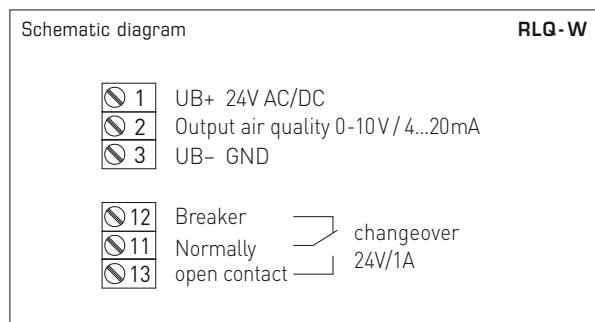 Schematic diagram RLQ-W
1 UB+ 24V AC/DC
2 Output air quality 0-10V / 4...20mA
3 UB– GND
12 Breaker
changeover
11 Normally
24V/1A
13 open contact